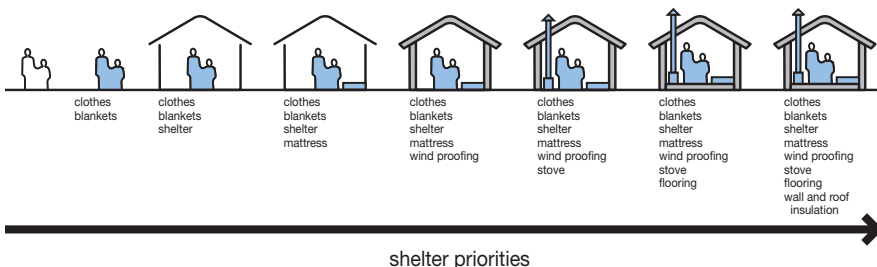 clothes
blankets
clothes
blankets
shelter
clothes
blankets
shelter
mattress
clothes
blankets
shelter
mattress
wind proofing
clothes
blankets
shelter
mattress
wind proofing
stove
clothes
blankets
shelter
mattress
wind proofing
stove
flooring
clothes
blankets
shelter
mattress
wind proofing
stove
flooring
wall and roof
insulation
shelter priorities